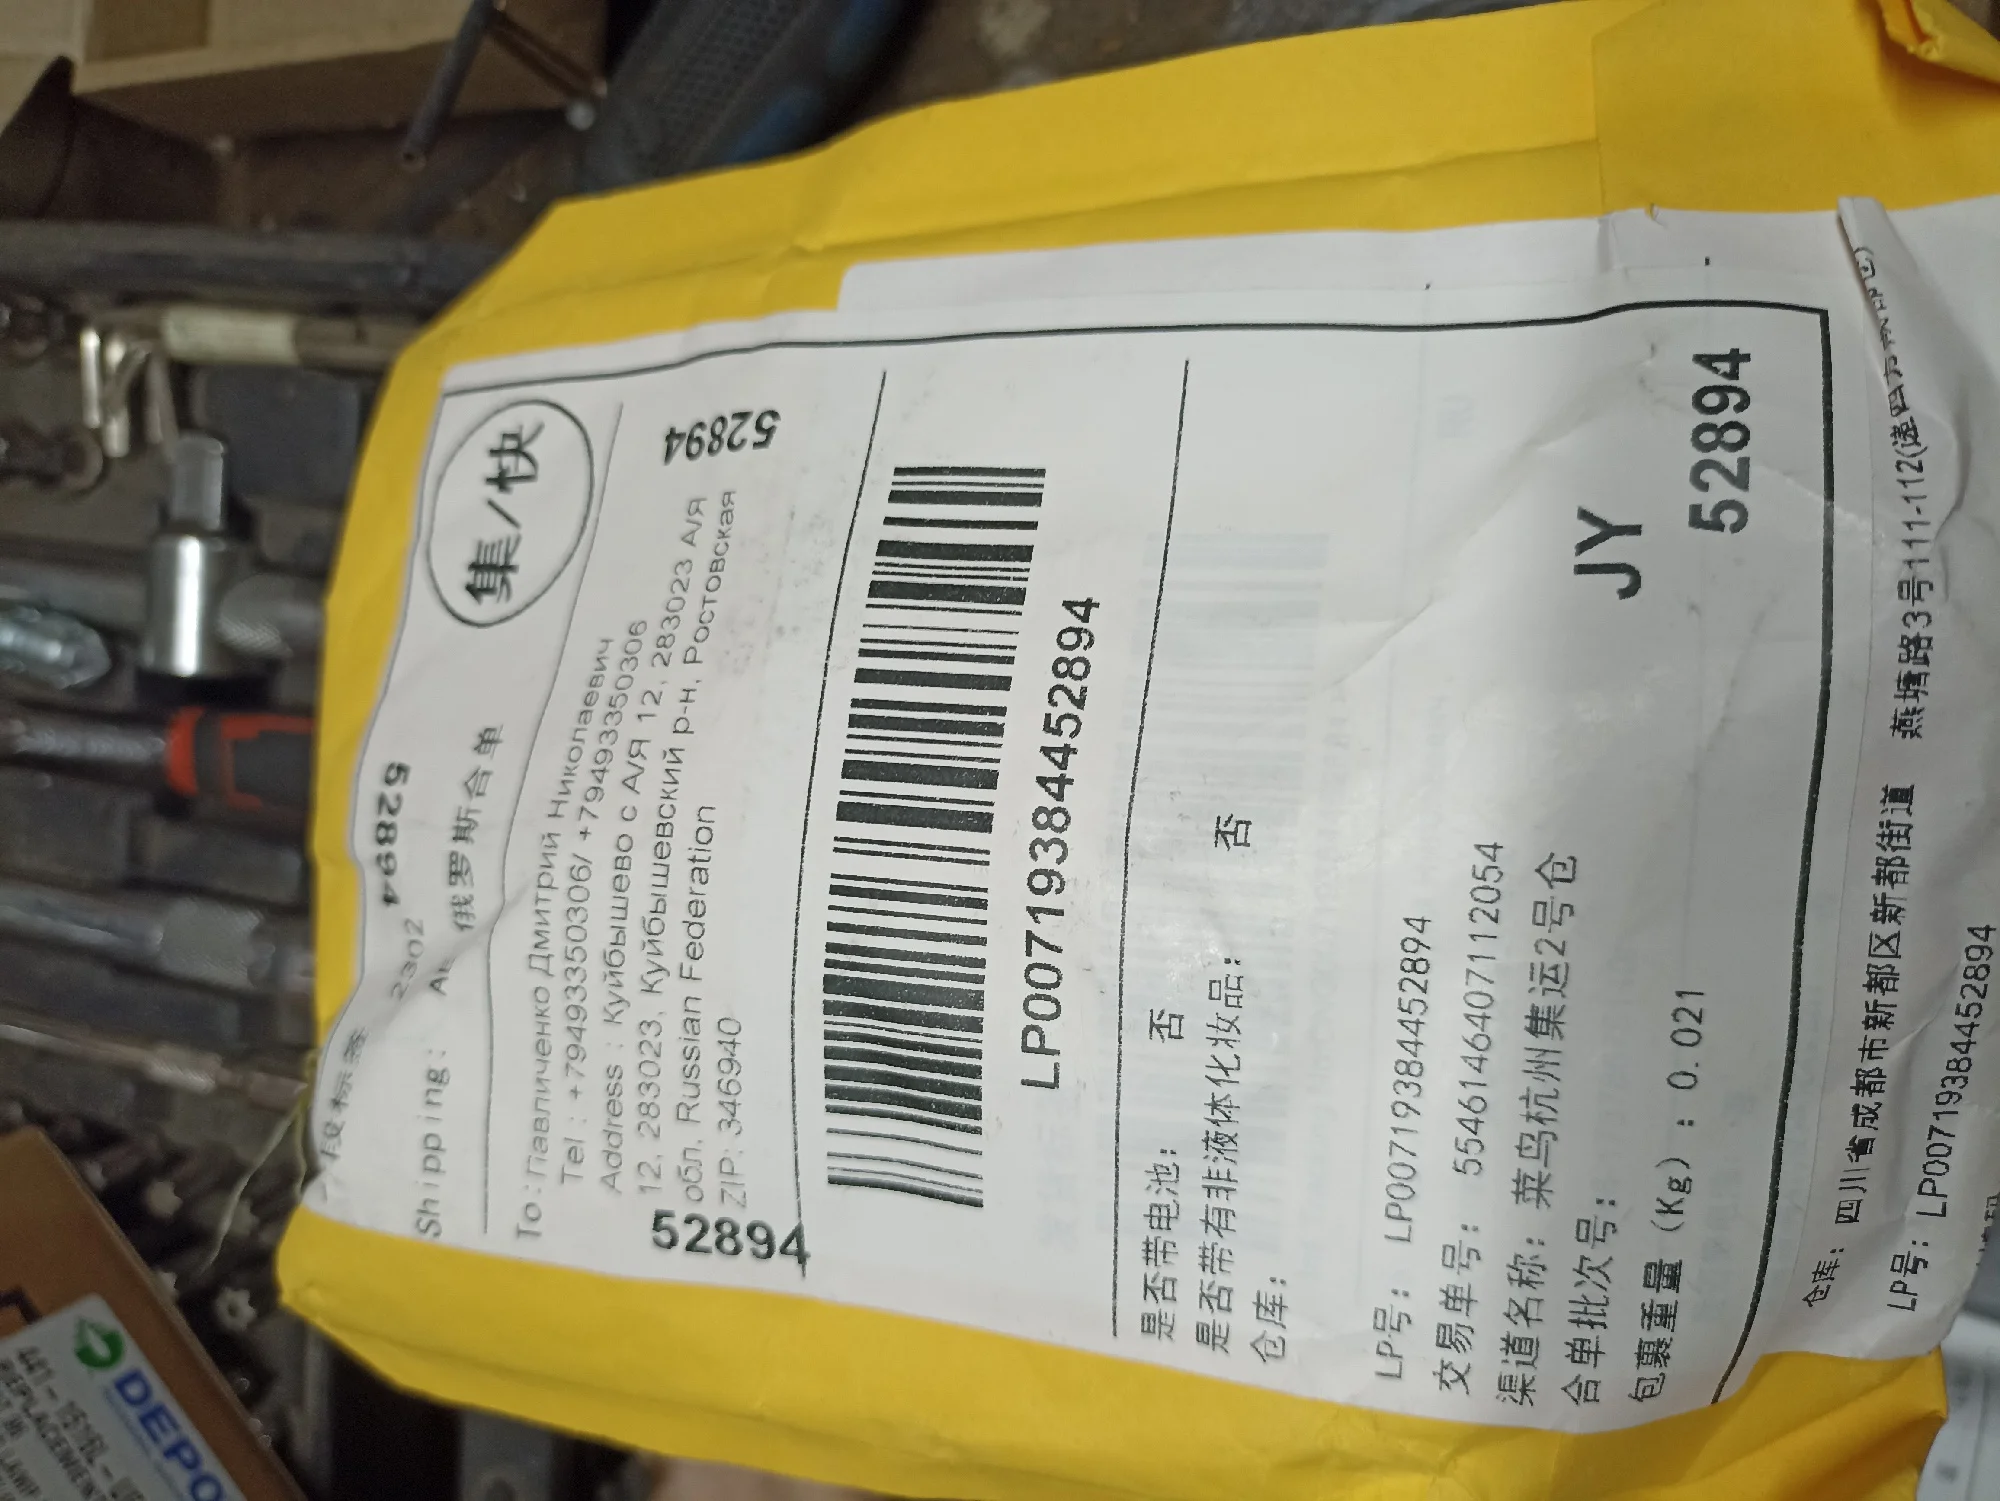 52894
2302
Shipping:
俄罗斯合单
集/快
To:Павличенко Дмитрий Николаевич
Tel : +79493350306/ +79493350306
Address : Куйбышево с А/Я 12, 283023 А/Я
12, 283023, Куйбышевский р-н, Ростовская
обл, Russian Federation
ZIP: 346940
52894
52894
LP00719384452894
是否带电池: 否
是否带有非液体化妆品: 否
仓库:
LP号: LP00719384452894
交易单号: 5546146407112054
渠道名称: 菜鸟杭州集运2号仓
合单批次号:
包裹重量(Kg) : 0.021
JY
52894
仓库: 四川省成都市新都区新都街道 燕塘路3号111-112(递四方
LP号: LP00719384452894
DEPO
REPLACEMENT